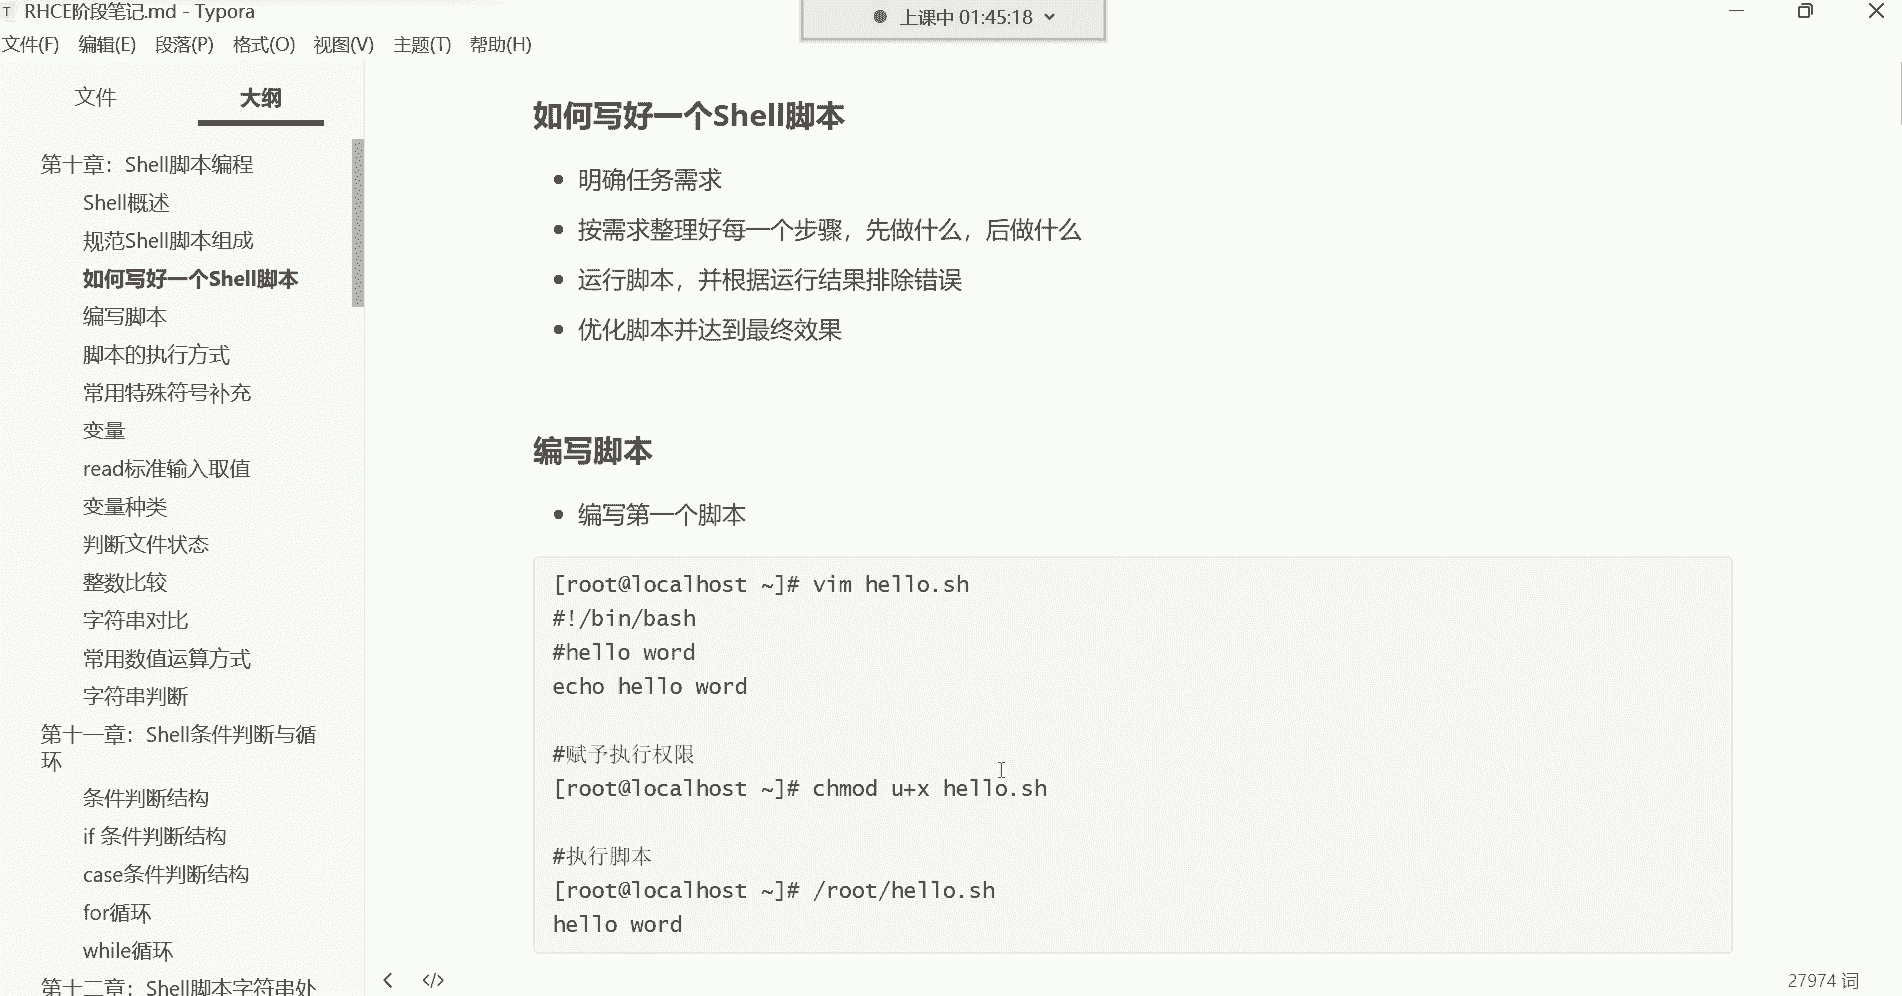 RHCE阶段笔记.md - Typora
上课中 01:45:18
文件(F) 编辑(E) 段落(P) 格式(O) 视图(V) 主题(T) 帮助(H)
文件 大纲
第十章：Shell脚本编程
Shell概述
规范Shell脚本组成
如何写好一个Shell脚本
编写脚本
脚本的执行方式
常用特殊符号补充
变量
read标准输入取值
变量种类
判断文件状态
整数比较
字符串对比
常用数值运算方式
字符串判断
第十一章：Shell条件判断与循
环
条件判断结构
if 条件判断结构
case条件判断结构
for循环
while循环
第十二章：Shell脚本字符串处
如何写好一个Shell脚本
明确任务需求
按需求整理好每一个步骤，先做什么，后做什么
运行脚本，并根据运行结果排除错误
优化脚本并达到最终效果
编写脚本
编写第一个脚本
[root@localhost ~]# vim hello.sh
#!/bin/bash
#hello word
echo hello word
#赋予执行权限
[root@localhost ~]# chmod u+x hello.sh
#执行脚本
[root@localhost ~]# /root/hello.sh
hello word
27974 词